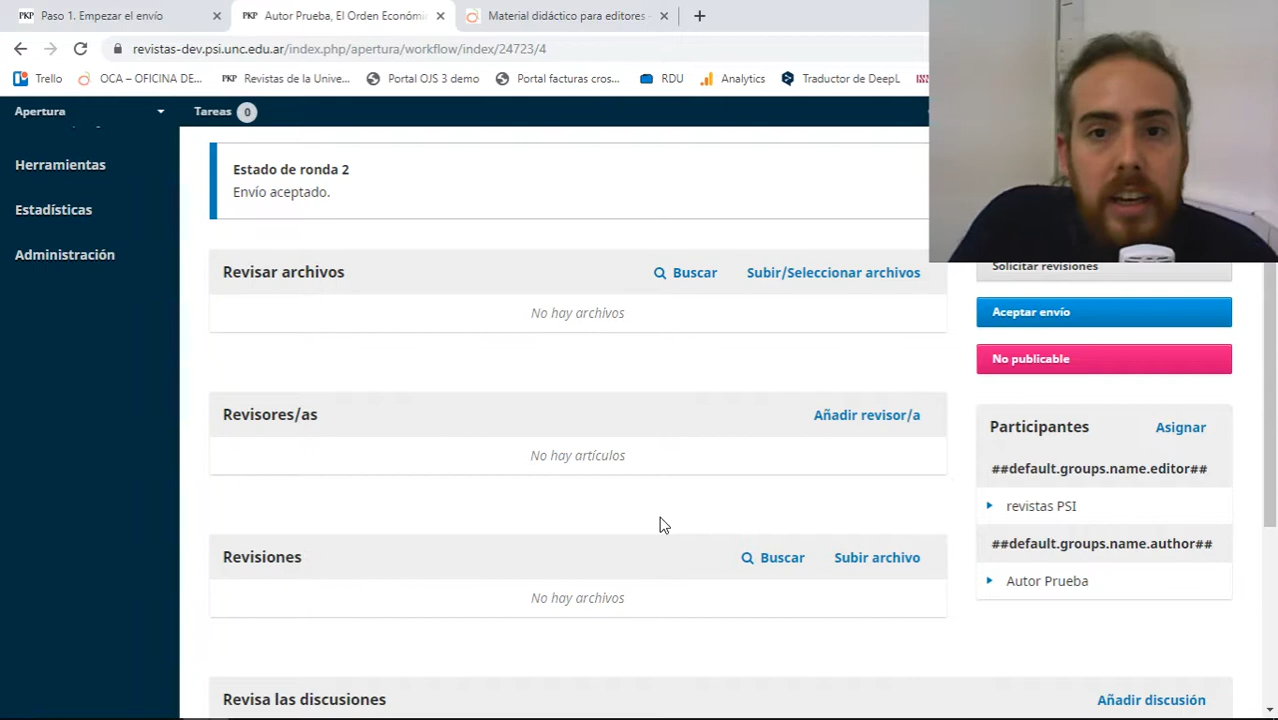 PKP Paso 1. Empezar el envío
PKP Autor Prueba, El Orden Económi
Material didáctico para editores -
revistas-dev.psi.unc.edu.ar/index.php/apertura/workflow/index/24723/4
Trello
OCA – OFICINA DE...
PKP Revistas de la Unive...
Portal OJS 3 demo
Portal facturas cros...
RDU
Analytics
Traductor de DeepL
Apertura
Tareas 0
Herramientas
Estadísticas
Administración
Estado de ronda 2
Envío aceptado.
Revisar archivos
Buscar
Subir/Seleccionar archivos
No hay archivos
Revisores/as
Añadir revisor/a
No hay artículos
Revisiones
Buscar
Subir archivo
No hay archivos
Revisa las discusiones
Añadir discusión
Solicitar revisiones
Aceptar envío
No publicable
Participantes
Asignar
##default.groups.name.editor##
revistas PSI
##default.groups.name.author##
Autor Prueba